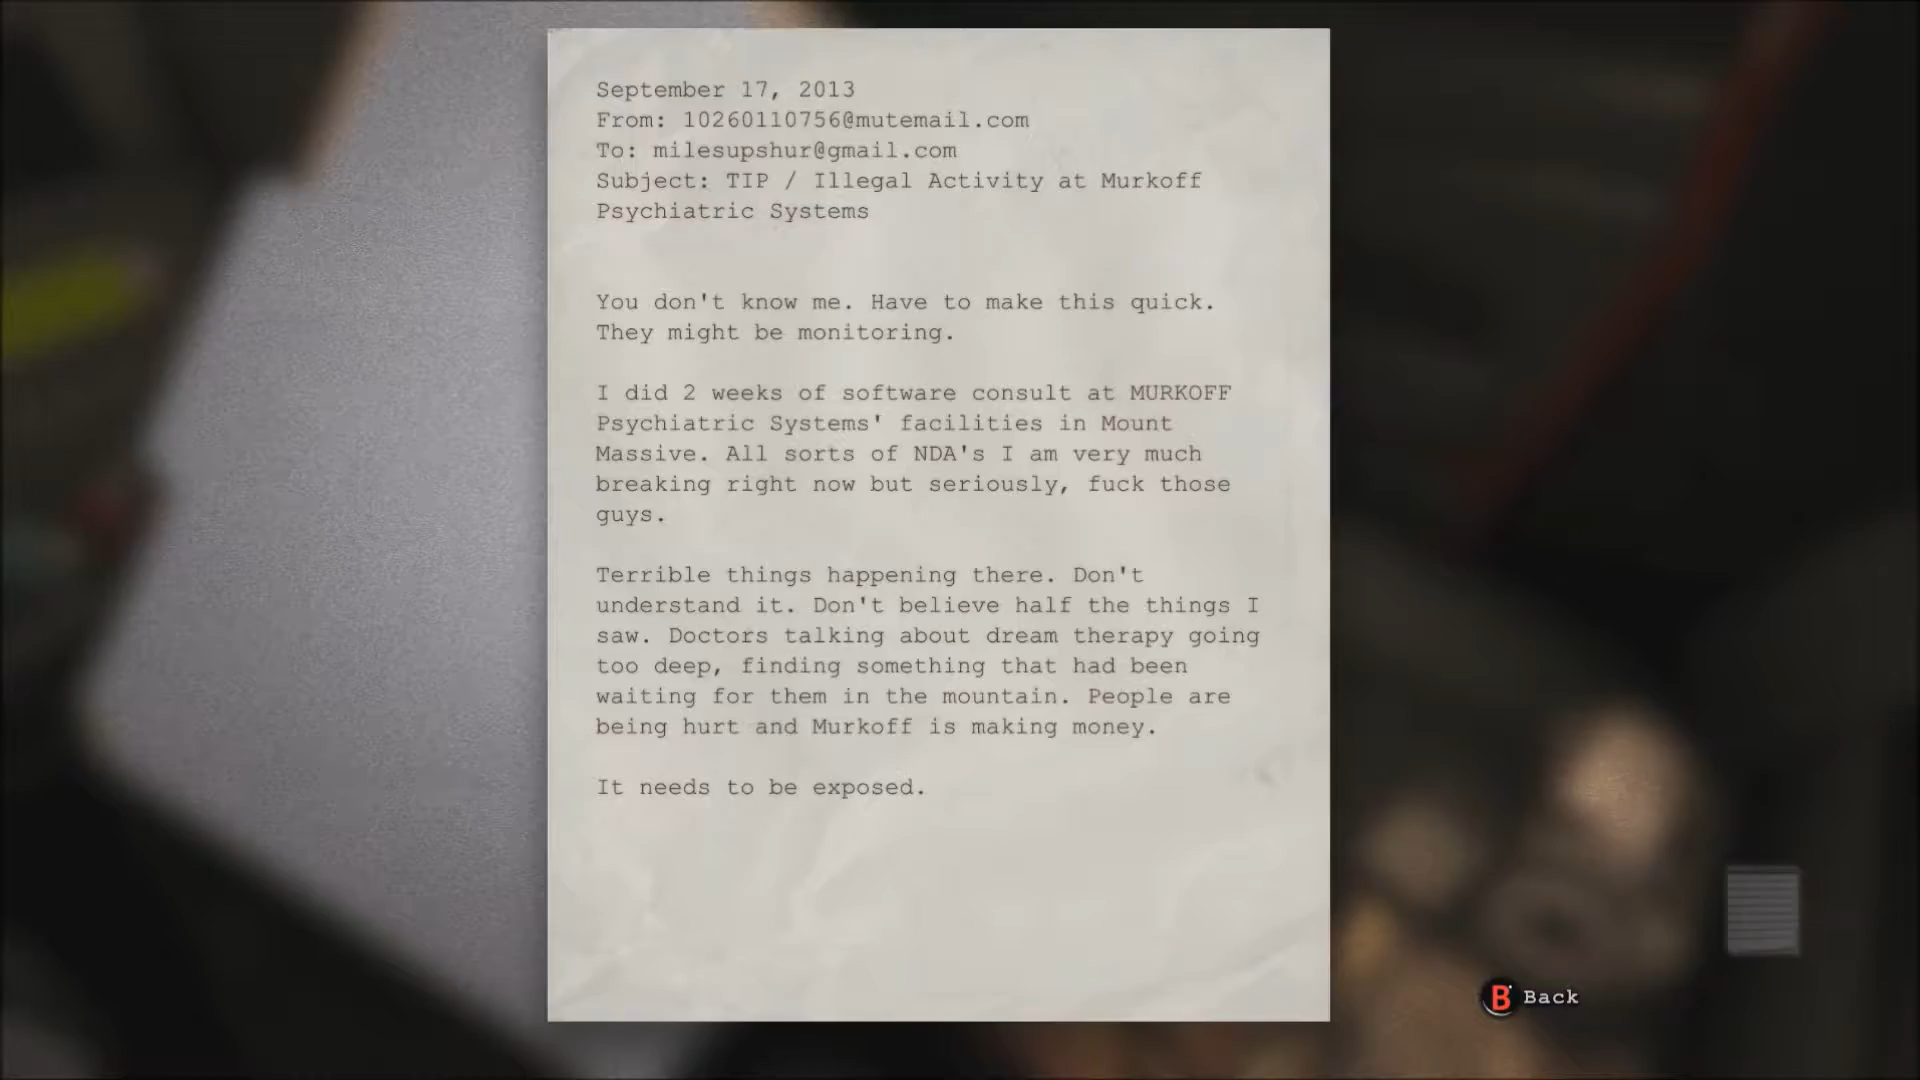 September 17, 2013
From: 10260110756@mutemail.com
To: milesupshur@gmail.com
Subject: TIP / Illegal Activity at Murkoff
Psychiatric Systems
You don't know me. Have to make this quick.
They might be monitoring.
I did 2 weeks of software consult at MURKOFF
Psychiatric Systems' facilities in Mount
Massive. All sorts of NDA's I am very much
breaking right now but seriously, fuck those
guys.
Terrible things happening there. Don't
understand it. Don't believe half the things I
saw. Doctors talking about dream therapy going
too deep, finding something that had been
waiting for them in the mountain. People are
being hurt and Murkoff is making money.
It needs to be exposed.
B Back